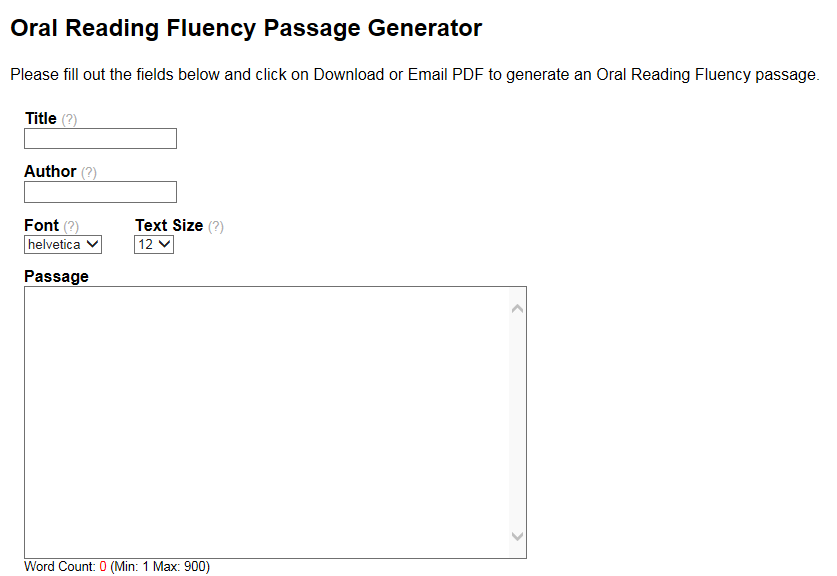 Oral Reading Fluency Passage Generator
Please fill out the fields below and click on Download or Email PDF to generate an Oral Reading Fluency passage.
Title (?)
Author (?)
Font (?) Text Size (?)
helvetica 12
Passage
Word Count: 0 (Min: 1 Max: 900)